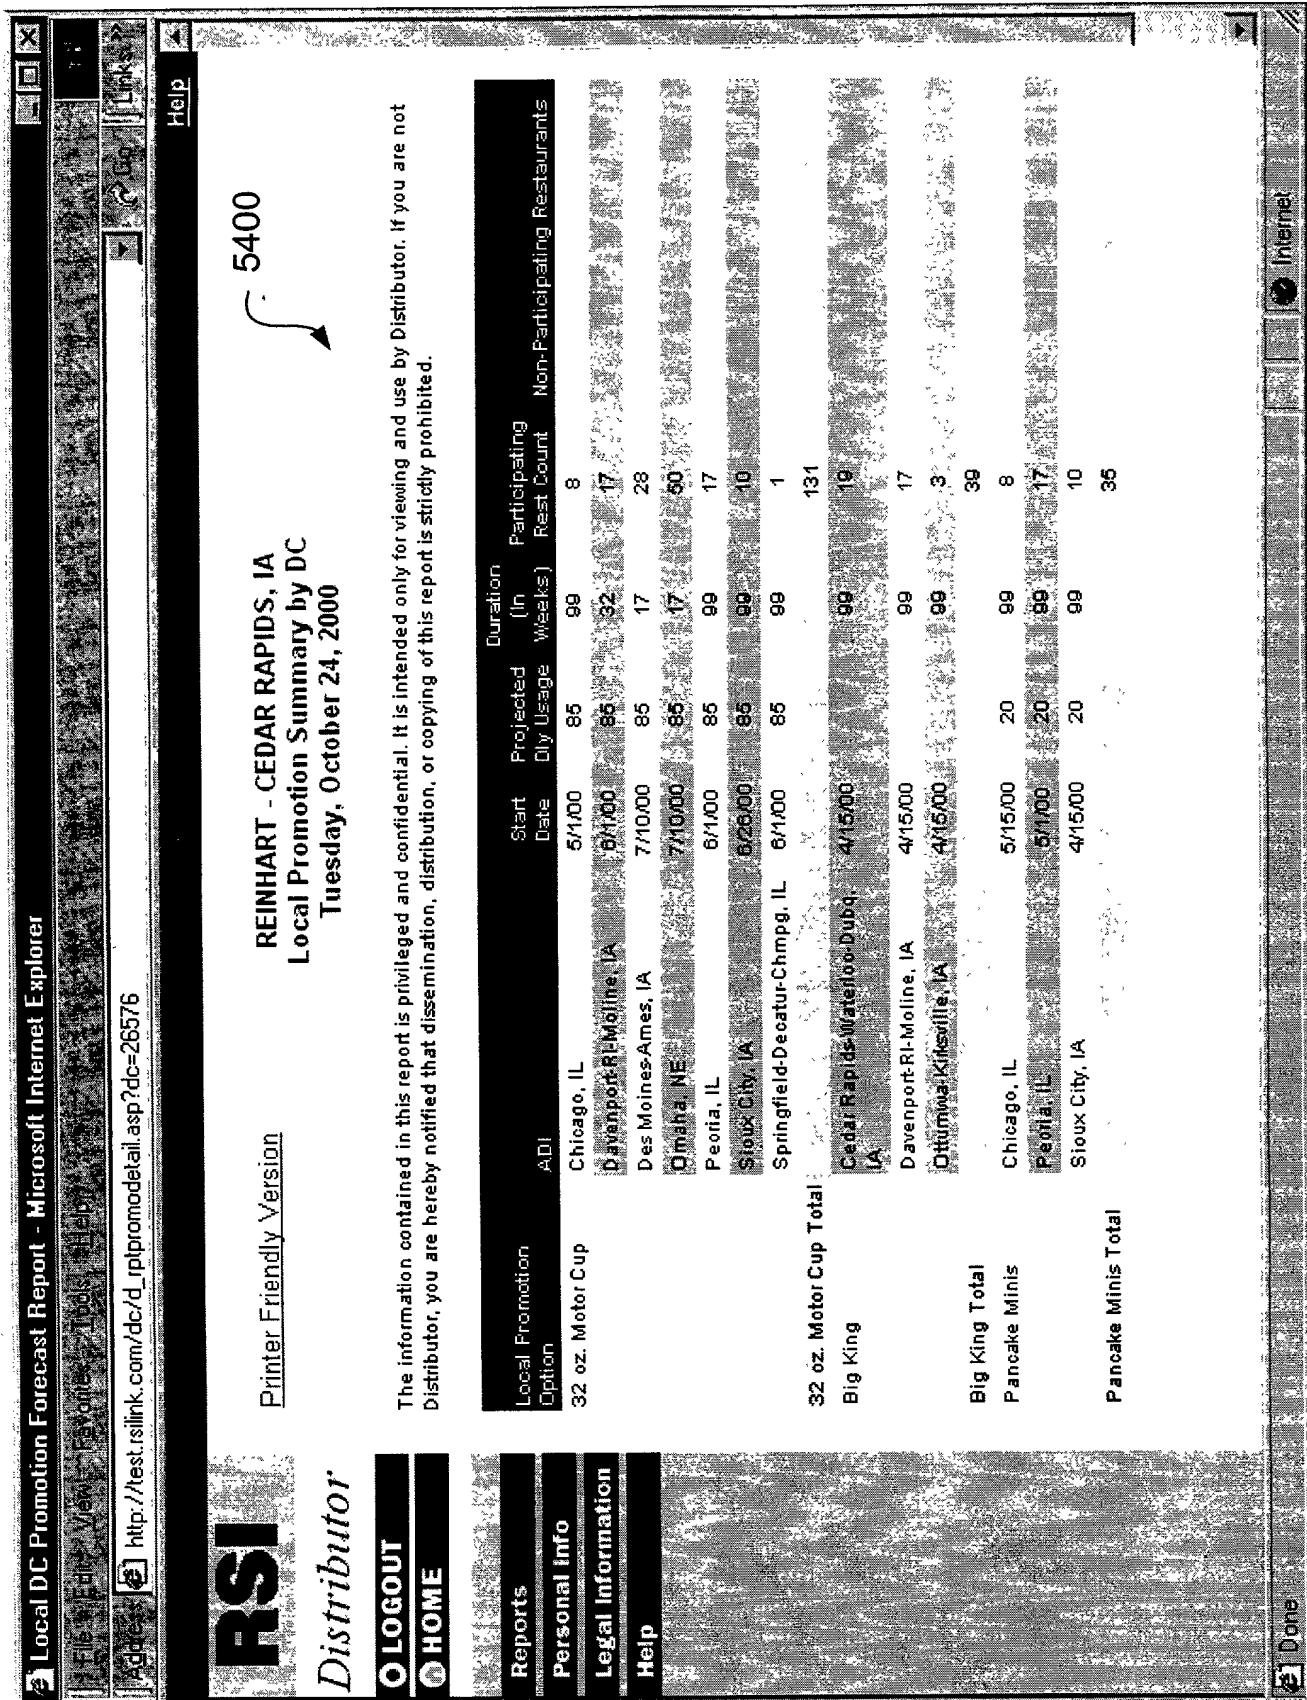 Local DC Promotion Forecast Report - Microsoft Internet Explorer
File Edit View Favorites Tools Help
Address http://test.rsilink.com/dc/d_rptpromodetail.asp?dc=26576 Go Links »
Help
RSI
Distributor
LOGOUT
HOME
Reports
Personal Info
Legal Information
Help
Printer Friendly Version
REINHART - CEDAR RAPIDS, IA
Local Promotion Summary by DC
Tuesday, October 24, 2000
5400
The information contained in this report is privileged and confidential. It is intended only for viewing and use by Distributor. If you are not
Distributor, you are hereby notified that dissemination, distribution, or copying of this report is strictly prohibited.
Duration
Local Promotion Start Projected (In Participating
Option ADI Date Dly Usage Weeks) Rest Count Non-Participating Restaurants
32 oz. Motor Cup Chicago, IL 5/1/00 85 99 8
Davenport-RI-Moline, IA 6/1/00 85 32 17
Des Moines-Ames, IA 7/10/00 85 17 28
Omaha, NE 7/10/00 85 17 50
Peoria, IL 6/1/00 85 99 17
Sioux City, IA 6/26/00 85 99 10
Springfield-Decatur-Chmpg, IL 6/1/00 85 99 1
32 oz. Motor Cup Total 131
Big King Cedar Rapids-Waterloo-Dubq, 4/15/00 99 19
IA
Davenport-RI-Moline, IA 4/15/00 99 17
Ottumwa-Kirksville, IA 4/15/00 99 3
Big King Total 39
Pancake Minis Chicago, IL 5/15/00 20 99 8
Peoria, IL 5/1/00 20 99 17
Sioux City, IA 4/15/00 20 99 10
Pancake Minis Total 35
Done Internet